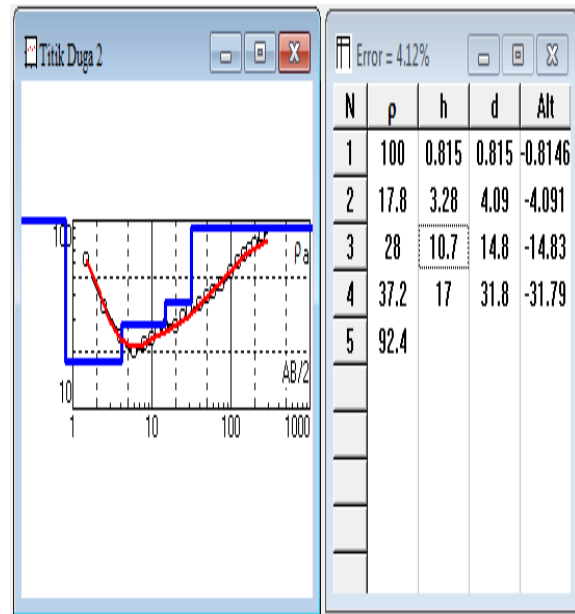 Titik Duga 2
100
ρa
10
AB/2
1 10 100 1000
Error = 4.12%
N ρ h d Alt
1 100 0.815 0.815 -0.8146
2 17.8 3.28 4.09 -4.091
3 28 10.7 14.8 -14.83
4 37.2 17 31.8 -31.79
5 92.4